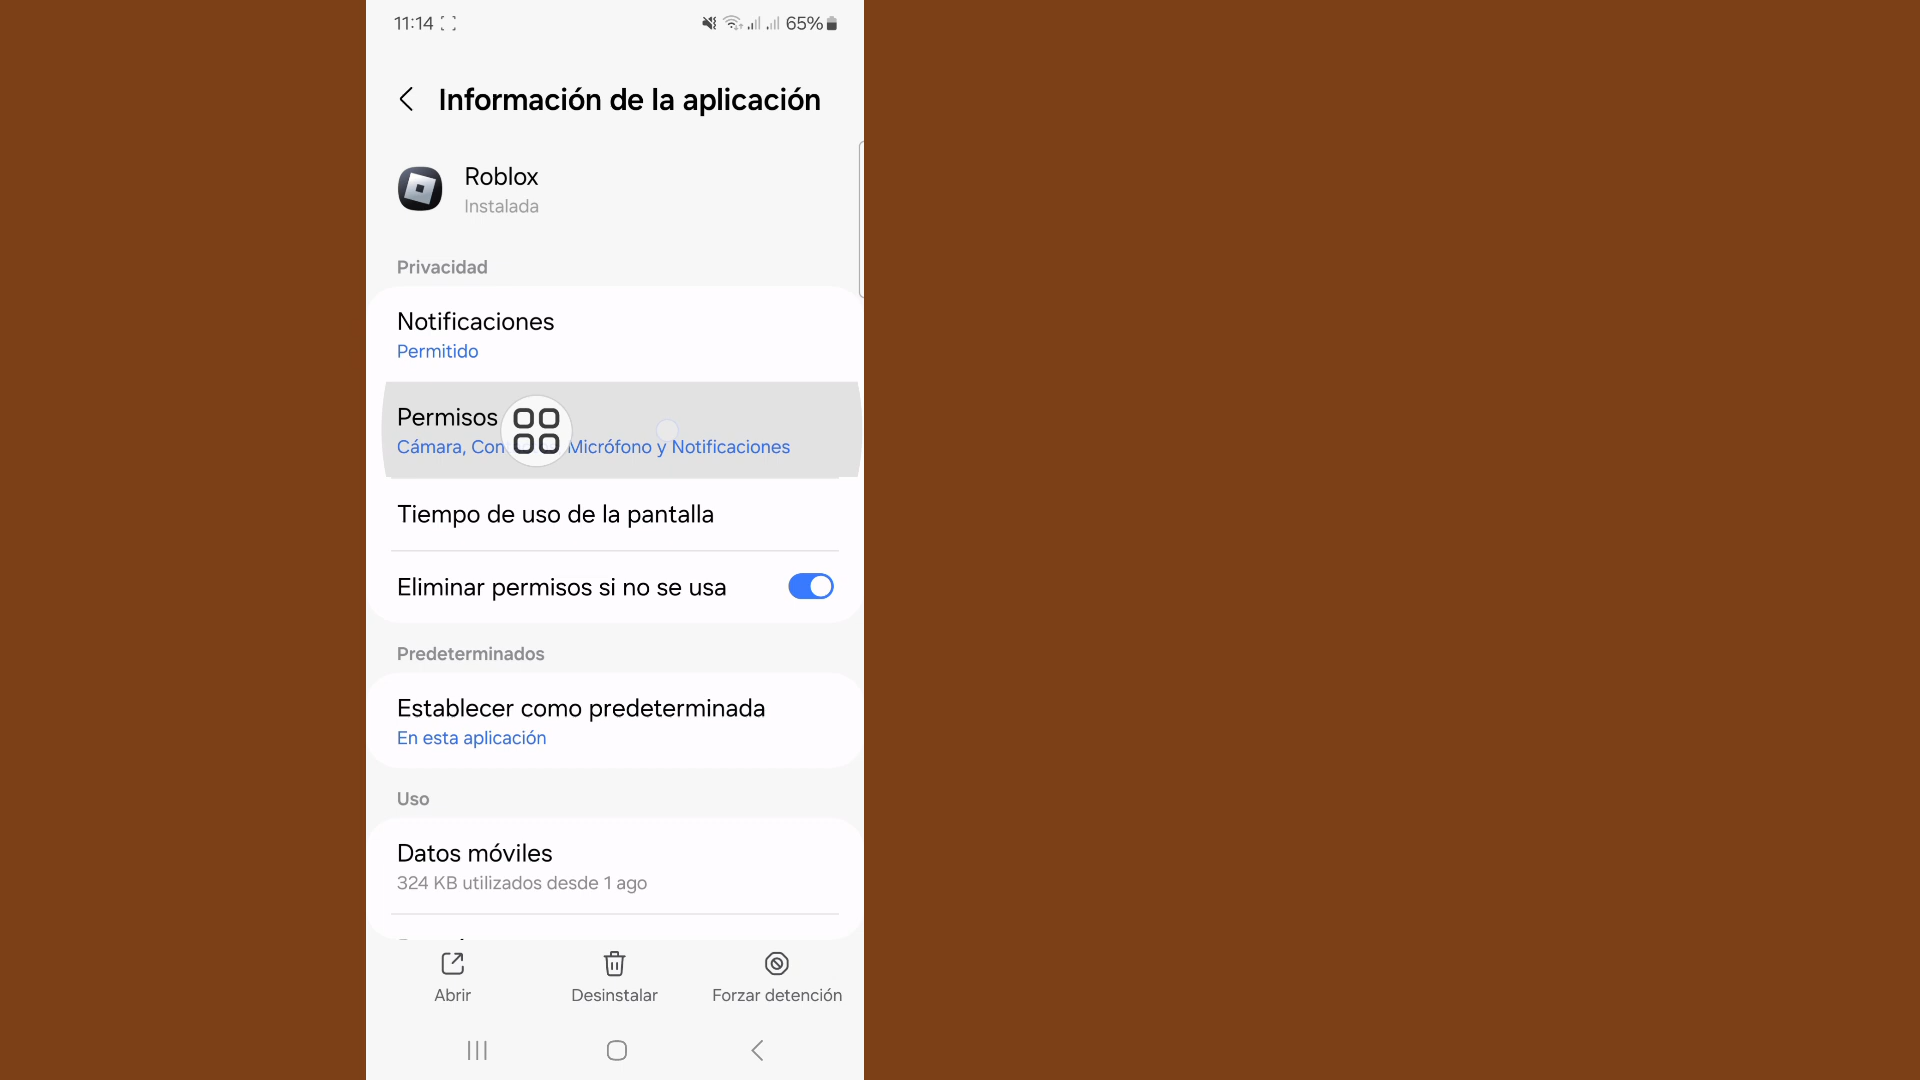 11:14
65%
Información de la aplicación
Roblox
Instalada
Privacidad
Notificaciones
Permitido
Permisos
Cámara, Con Micrófono y Notificaciones
Tiempo de uso de la pantalla
Eliminar permisos si no se usa
Predeterminados
Establecer como predeterminada
En esta aplicación
Uso
Datos móviles
324 KB utilizados desde 1 ago
Abrir
Desinstalar
Forzar detención